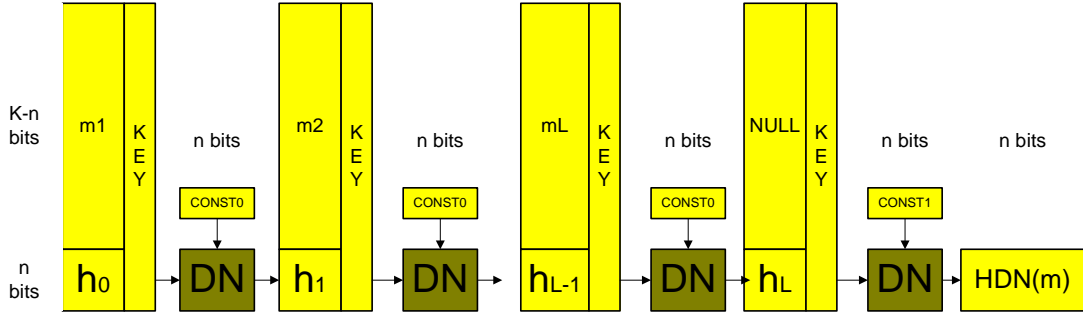 K-n
bits
m1
K
E
Y
n bits
m2
K
E
Y
n bits
mL
K
E
Y
n bits
NULL
K
E
Y
n bits
n bits
CONST0
CONST0
CONST0
CONST1
n
bits
h0
DN
h1
DN
hL-1
DN
hL
DN
HDN(m)